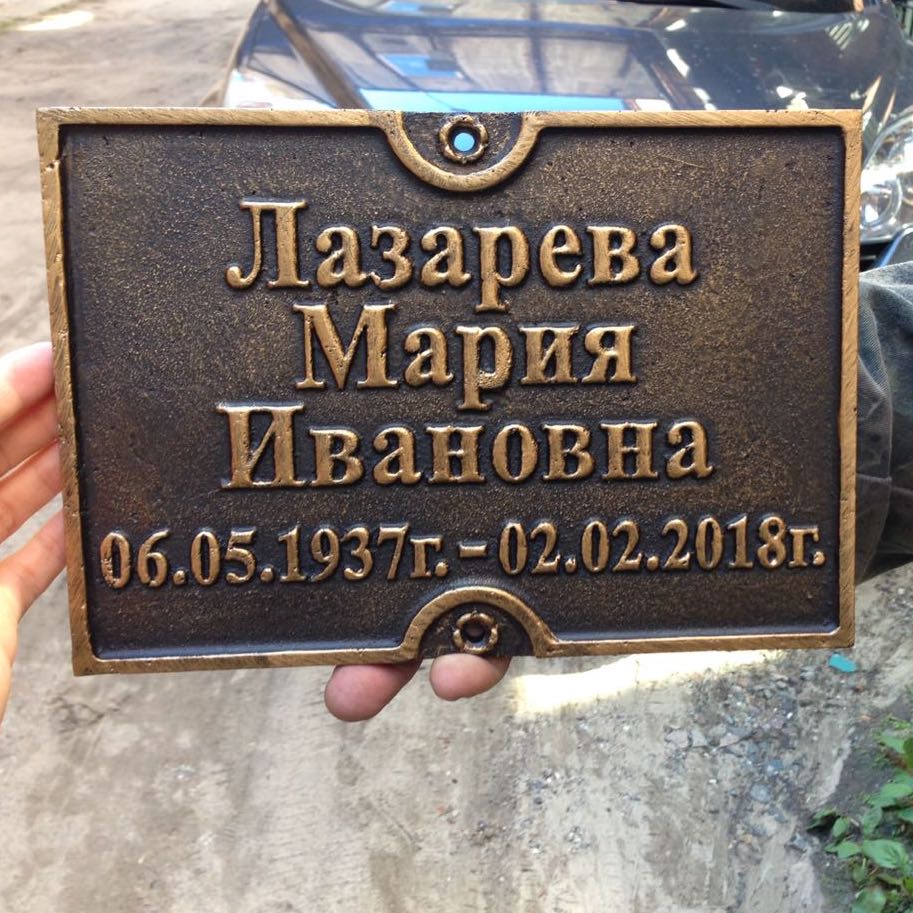 Лазарева
Мария
Ивановна
06.05.1937г. - 02.02.2018г.